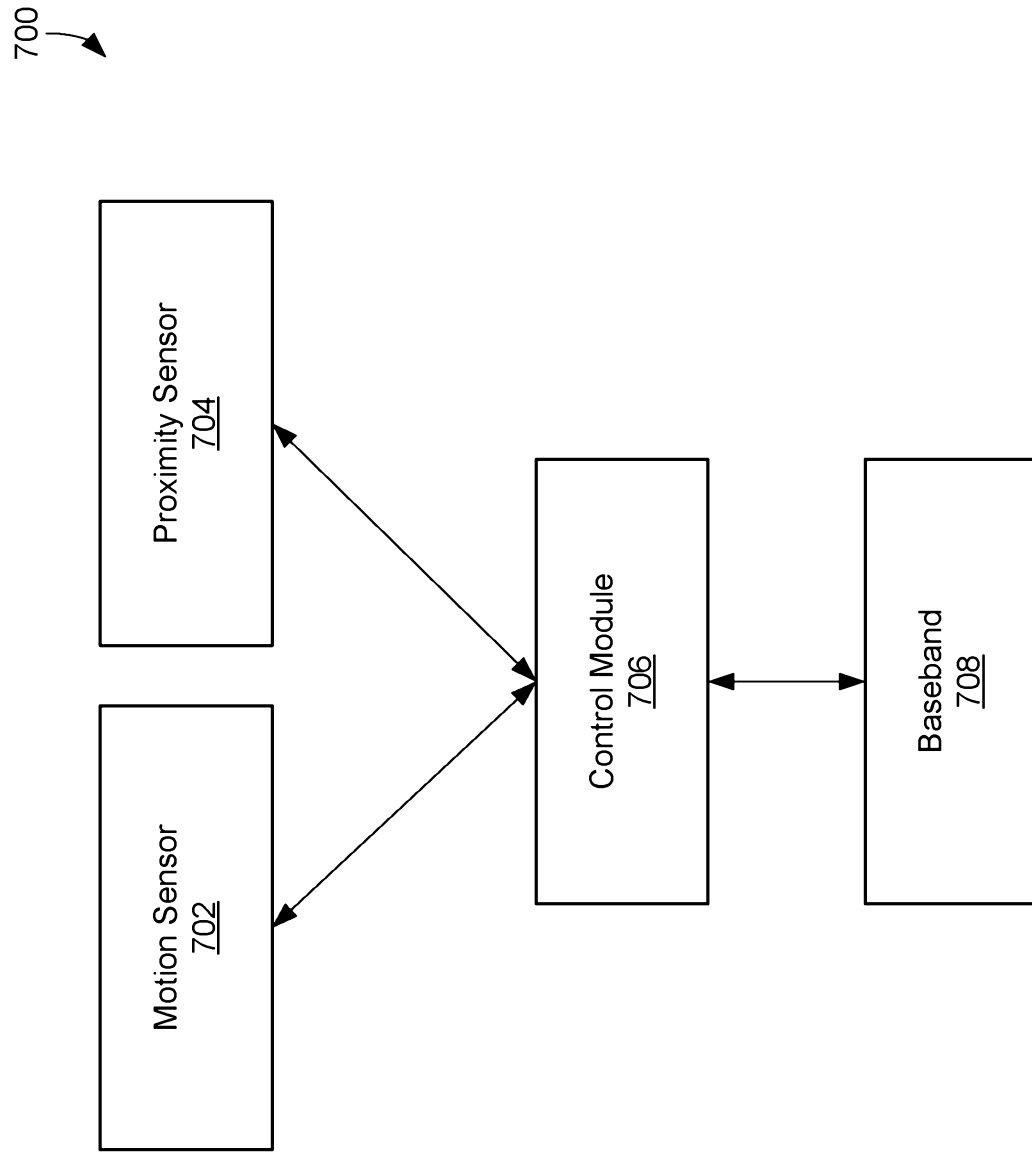 700
Motion Sensor
702
Proximity Sensor
704
Control Module
706
Baseband
708